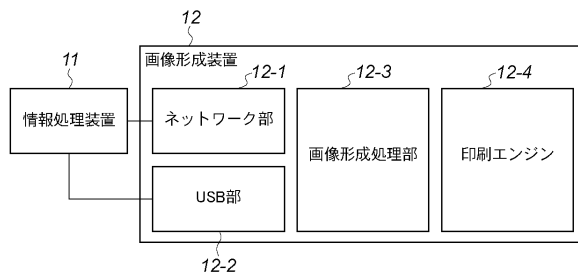 12
画像形成装置
11
12-1
12-3
12-4
情報処理装置
ネットワーク部
画像形成処理部
印刷エンジン
USB部
12-2